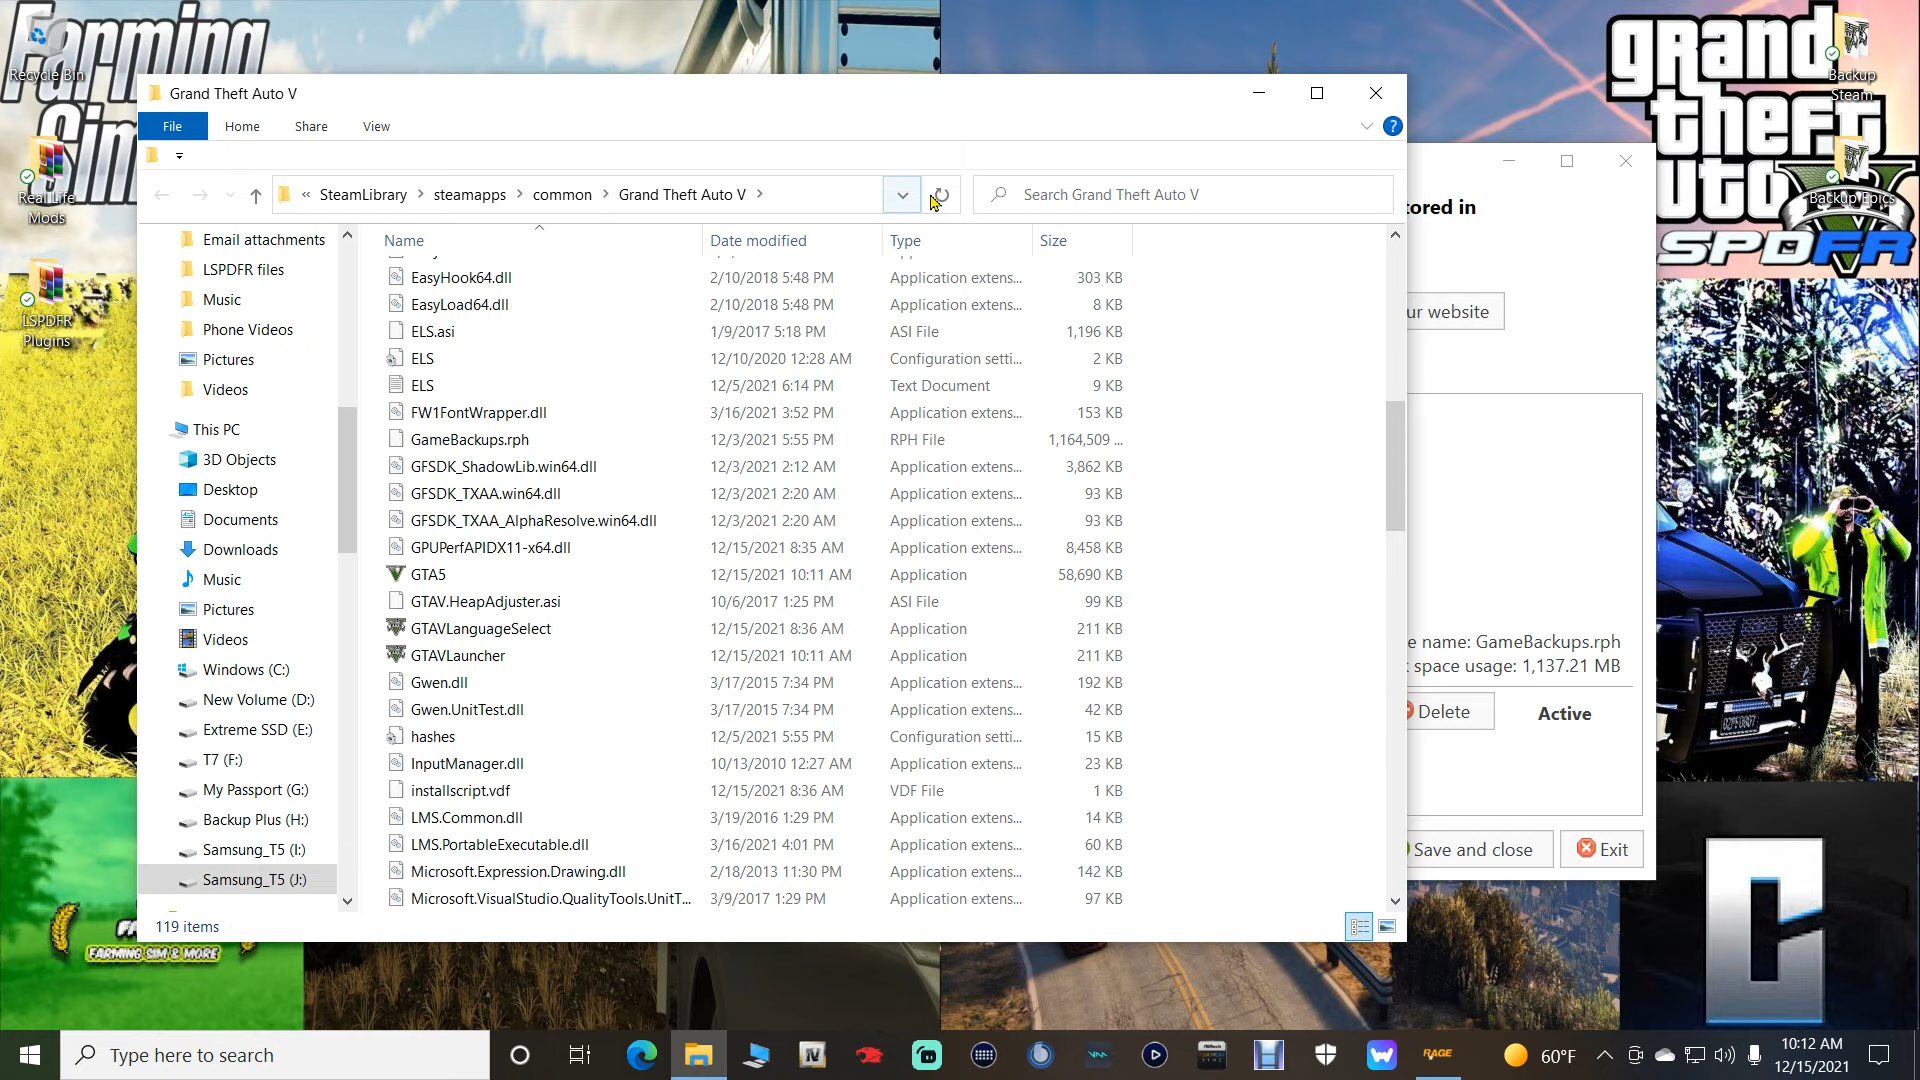 Farming
Sim
Recycle Bin
Real Life
Mods
LSPDFR
Plugins
grand
theft
auto
V
LSPDFR
Backup
Steam
Backup Epics
Grand Theft Auto V
File Home Share View
« SteamLibrary > steamapps > common > Grand Theft Auto V >
Search Grand Theft Auto V
Email attachments
LSPDFR files
Music
Phone Videos
Pictures
Videos
This PC
3D Objects
Desktop
Documents
Downloads
Music
Pictures
Videos
Windows (C:)
New Volume (D:)
Extreme SSD (E:)
T7 (F:)
My Passport (G:)
Backup Plus (H:)
Samsung_T5 (I:)
Samsung_T5 (J:)
Name Date modified Type Size
EasyHook64.dll 2/10/2018 5:48 PM Application extens... 303 KB
EasyLoad64.dll 2/10/2018 5:48 PM Application extens... 8 KB
ELS.asi 1/9/2017 5:18 PM ASI File 1,196 KB
ELS 12/10/2020 12:28 AM Configuration setti... 2 KB
ELS 12/5/2021 6:14 PM Text Document 9 KB
FW1FontWrapper.dll 3/16/2021 3:52 PM Application extens... 153 KB
GameBackups.rph 12/3/2021 5:55 PM RPH File 1,164,509 ...
GFSDK_ShadowLib.win64.dll 12/3/2021 2:12 AM Application extens... 3,862 KB
GFSDK_TXAA.win64.dll 12/3/2021 2:20 AM Application extens... 93 KB
GFSDK_TXAA_AlphaResolve.win64.dll 12/3/2021 2:20 AM Application extens... 93 KB
GPUPerfAPIDX11-x64.dll 12/15/2021 8:35 AM Application extens... 8,458 KB
GTA5 12/15/2021 10:11 AM Application 58,690 KB
GTAV.HeapAdjuster.asi 10/6/2017 1:25 PM ASI File 99 KB
GTAVLanguageSelect 12/15/2021 8:36 AM Application 211 KB
GTAVLauncher 12/15/2021 10:11 AM Application 211 KB
Gwen.dll 3/17/2015 7:34 PM Application extens... 192 KB
Gwen.UnitTest.dll 3/17/2015 7:34 PM Application extens... 42 KB
hashes 12/5/2021 5:55 PM Configuration setti... 15 KB
InputManager.dll 10/13/2010 12:27 AM Application extens... 23 KB
installscript.vdf 12/15/2021 8:36 AM VDF File 1 KB
LMS.Common.dll 3/19/2016 1:29 PM Application extens... 14 KB
LMS.PortableExecutable.dll 3/16/2021 4:01 PM Application extens... 60 KB
Microsoft.Expression.Drawing.dll 2/18/2013 11:30 PM Application extens... 142 KB
Microsoft.VisualStudio.QualityTools.UnitT... 3/9/2017 1:29 PM Application extens... 97 KB
119 items
tored in
ur website
e name: GameBackups.rph
space usage: 1,137.21 MB
Delete Active
Save and close Exit
FARMING SIM & MORE
Type here to search
IV
RAGE
60°F
10:12 AM
12/15/2021